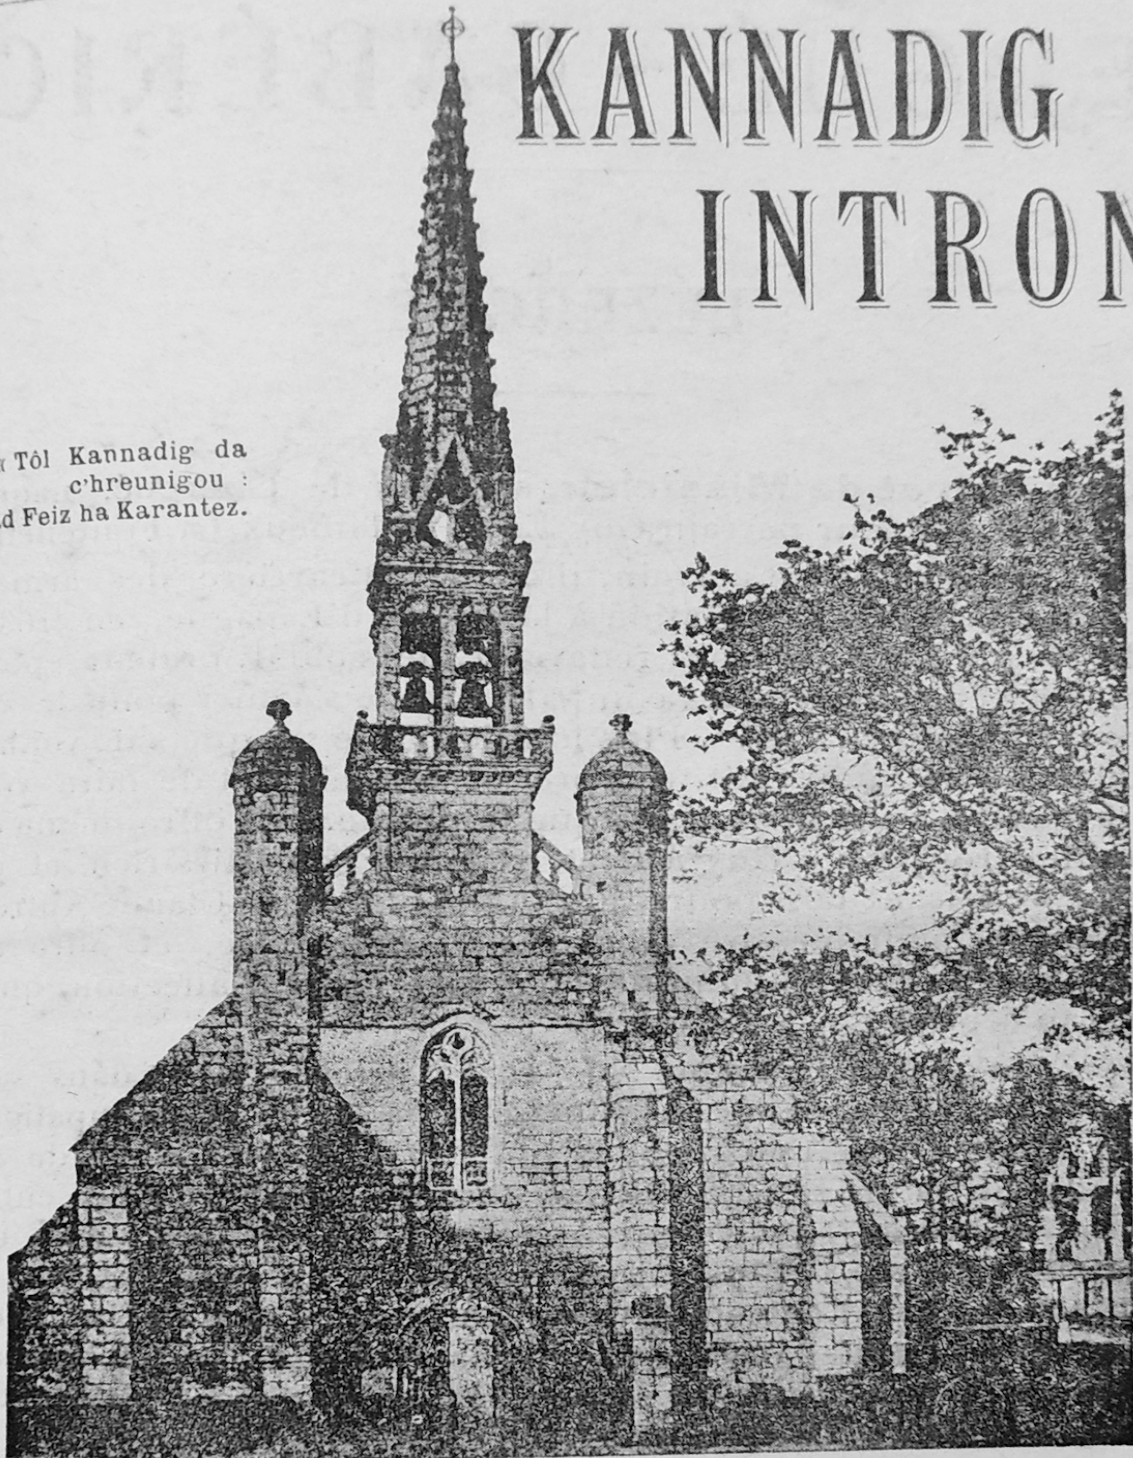 KANNADIG
INTRON
Tôl Kannadig da
c'hreunigou :
Feiz ha Karantez.